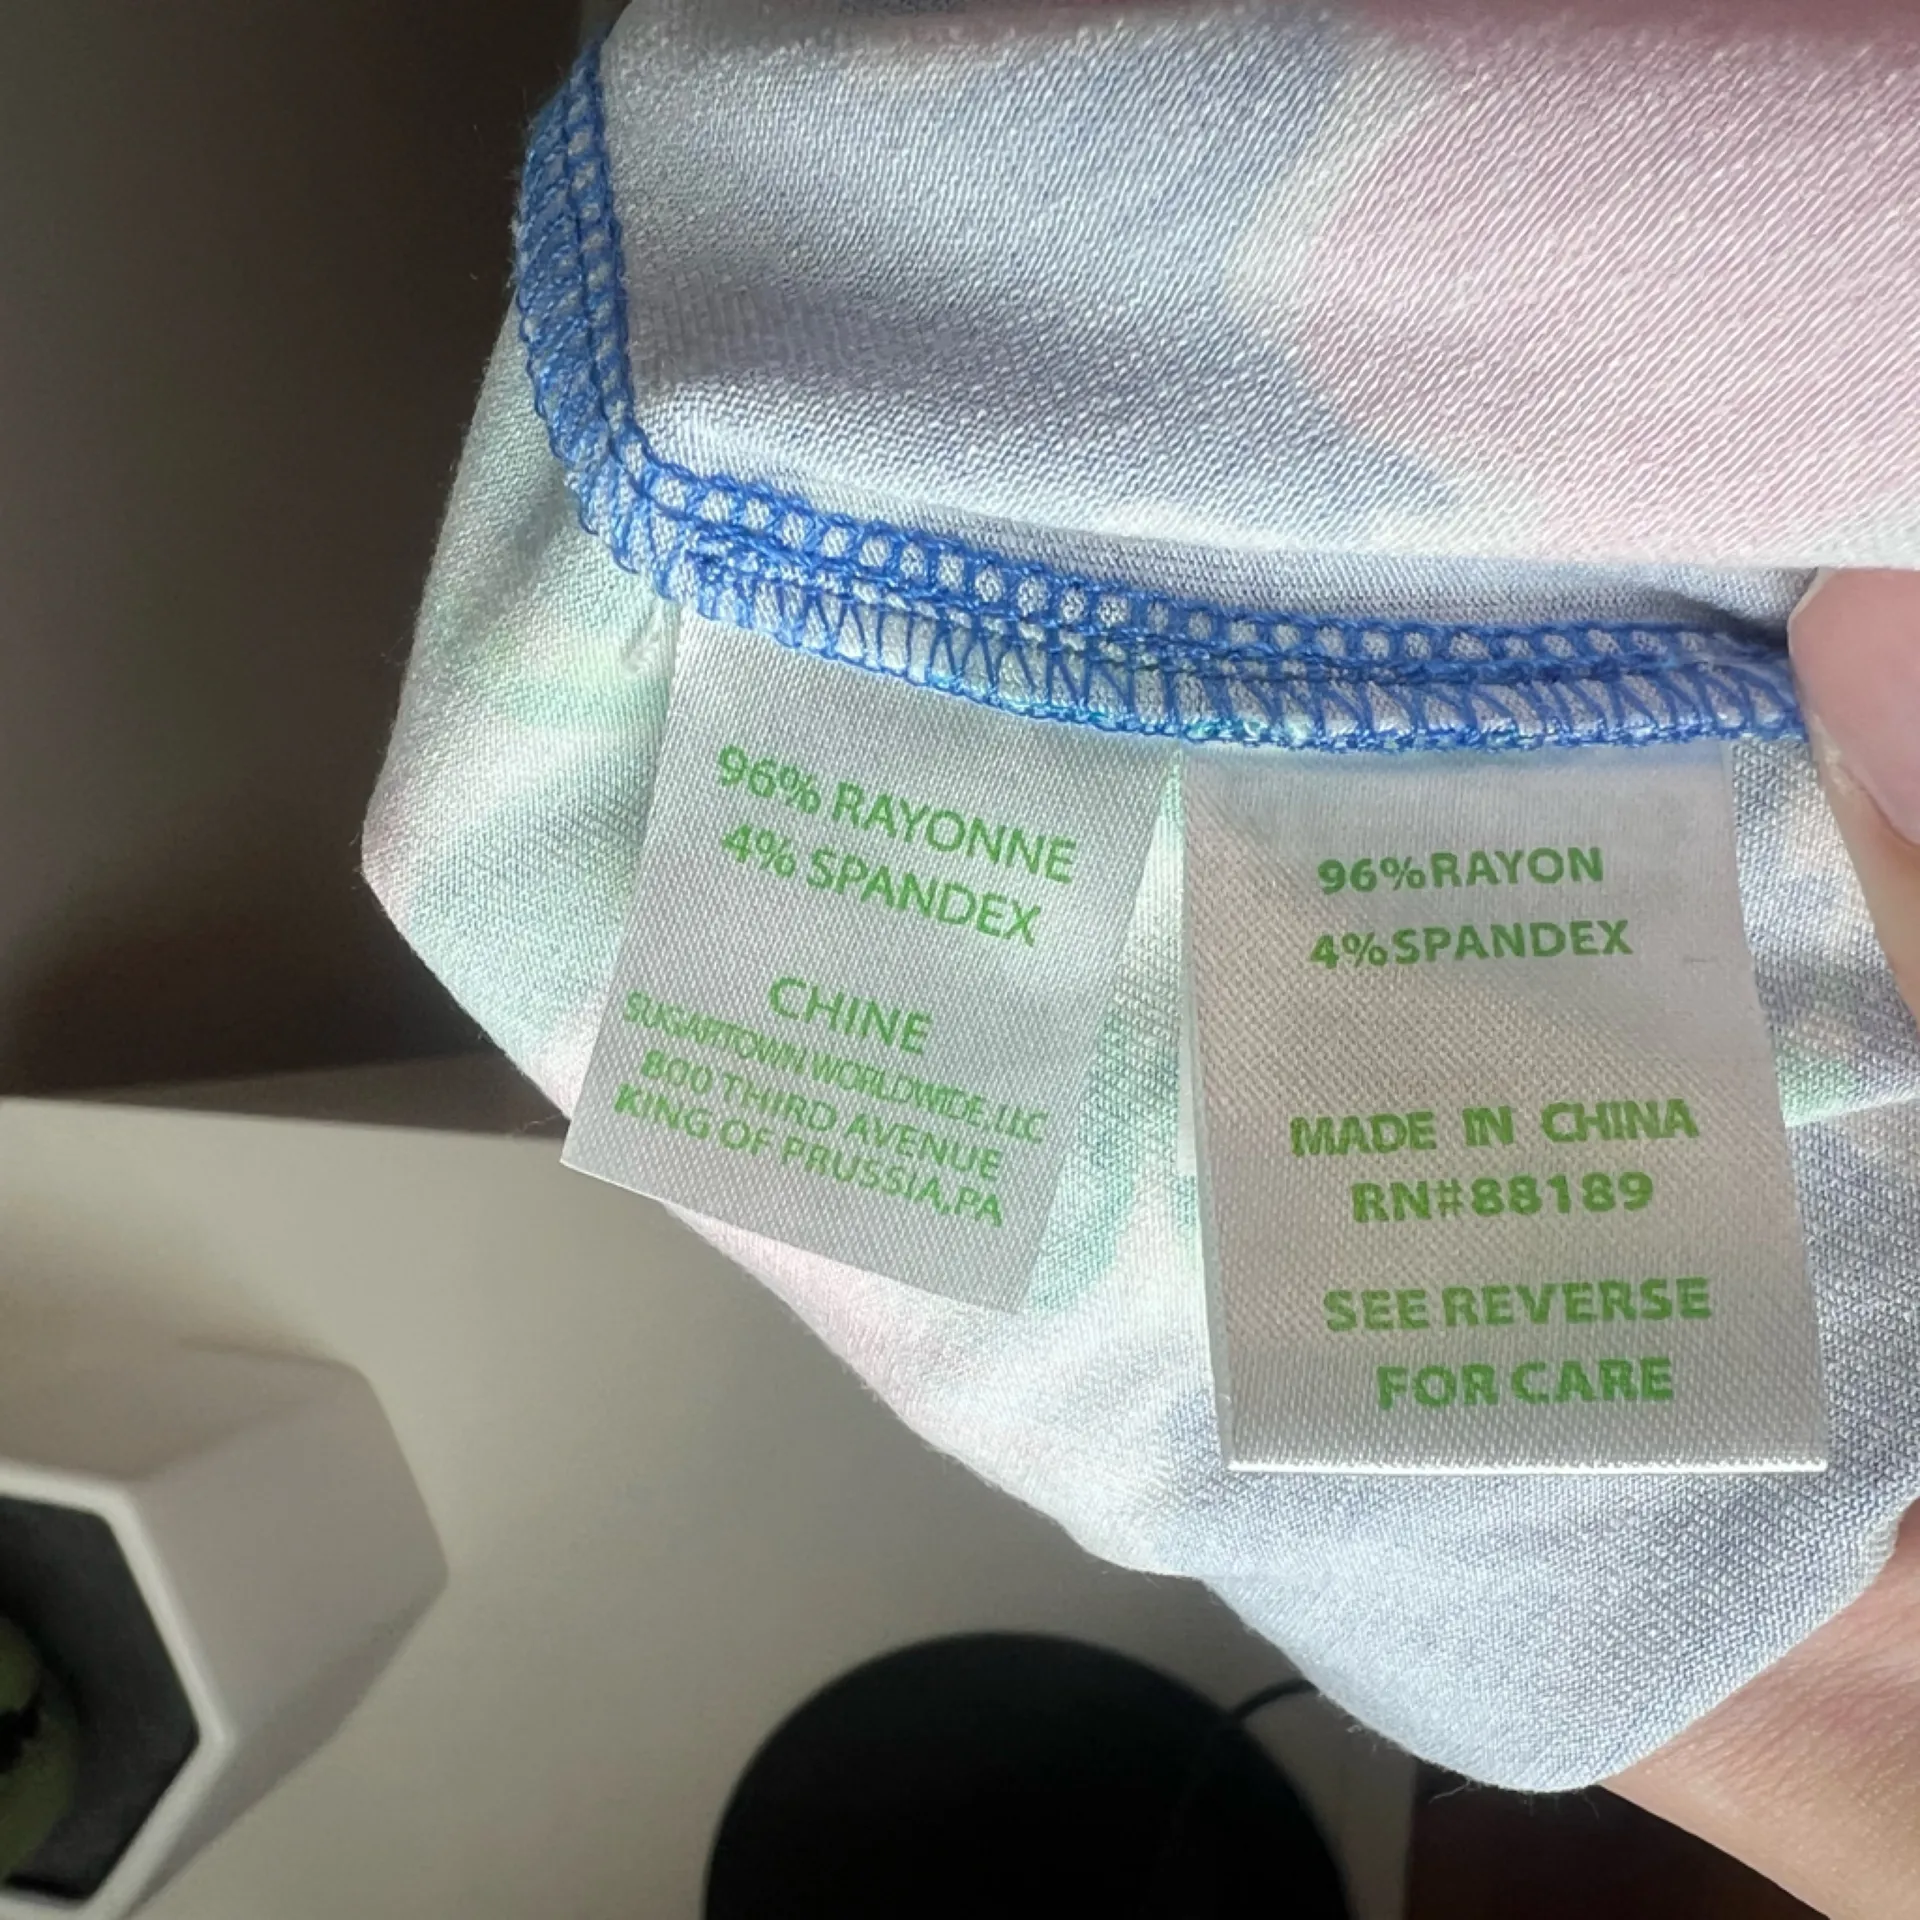 96% RAYONNE
4% SPANDEX
CHINE
SUGARTOWN WORLDWIDE, LLC
800 THIRD AVENUE
KING OF PRUSSIA,PA
96%RAYON
4%SPANDEX
MADE IN CHINA
RN#88189
SEE REVERSE
FOR CARE